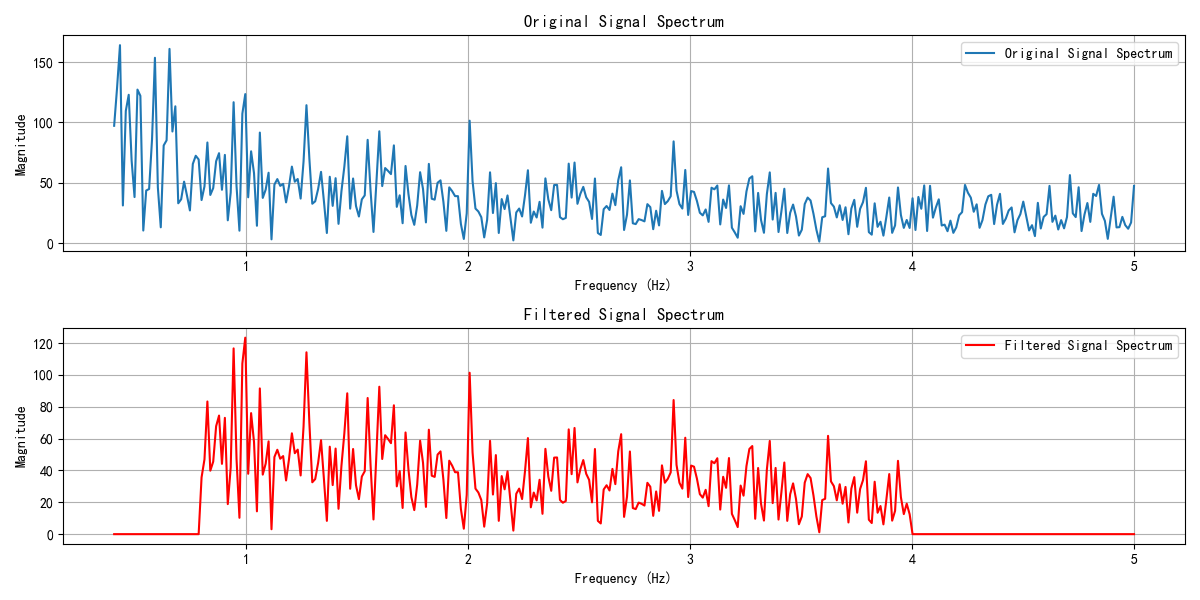 Original Signal Spectrum
Original Signal Spectrum
Magnitude
150
100
50
0
1
2
3
4
5
Frequency (Hz)
Filtered Signal Spectrum
Filtered Signal Spectrum
Magnitude
120
100
80
60
40
20
0
1
2
3
4
5
Frequency (Hz)